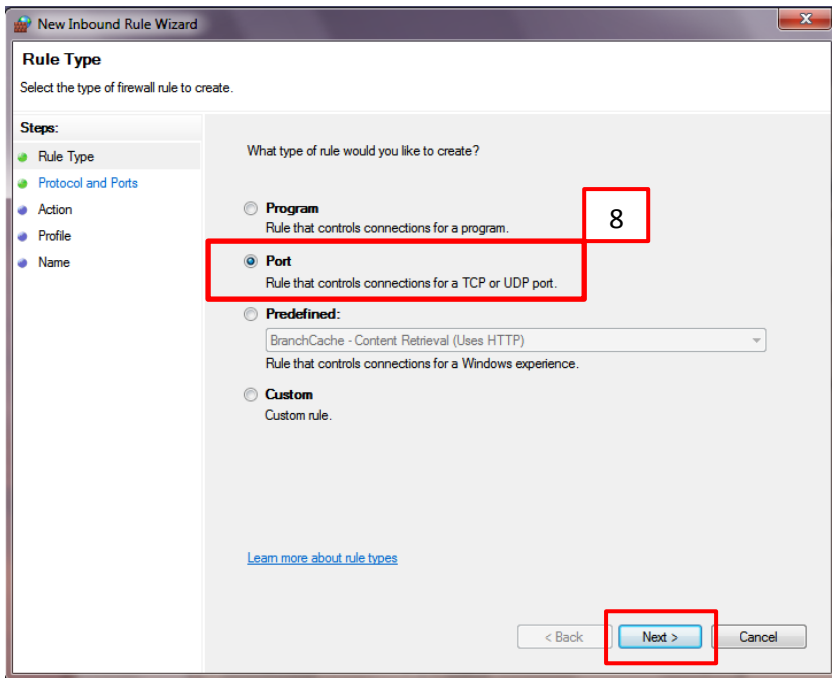 New Inbound Rule Wizard
Rule Type
Select the type of firewall rule to create.
Steps:
Rule Type
Protocol and Ports
Action
Profile
Name
What type of rule would you like to create?
Program
Rule that controls connections for a program.
8
Port
Rule that controls connections for a TCP or UDP port.
Predefined:
BranchCache - Content Retrieval (Uses HTTP)
Rule that controls connections for a Windows experience.
Custom
Custom rule.
Learn more about rule types
< Back Next > Cancel